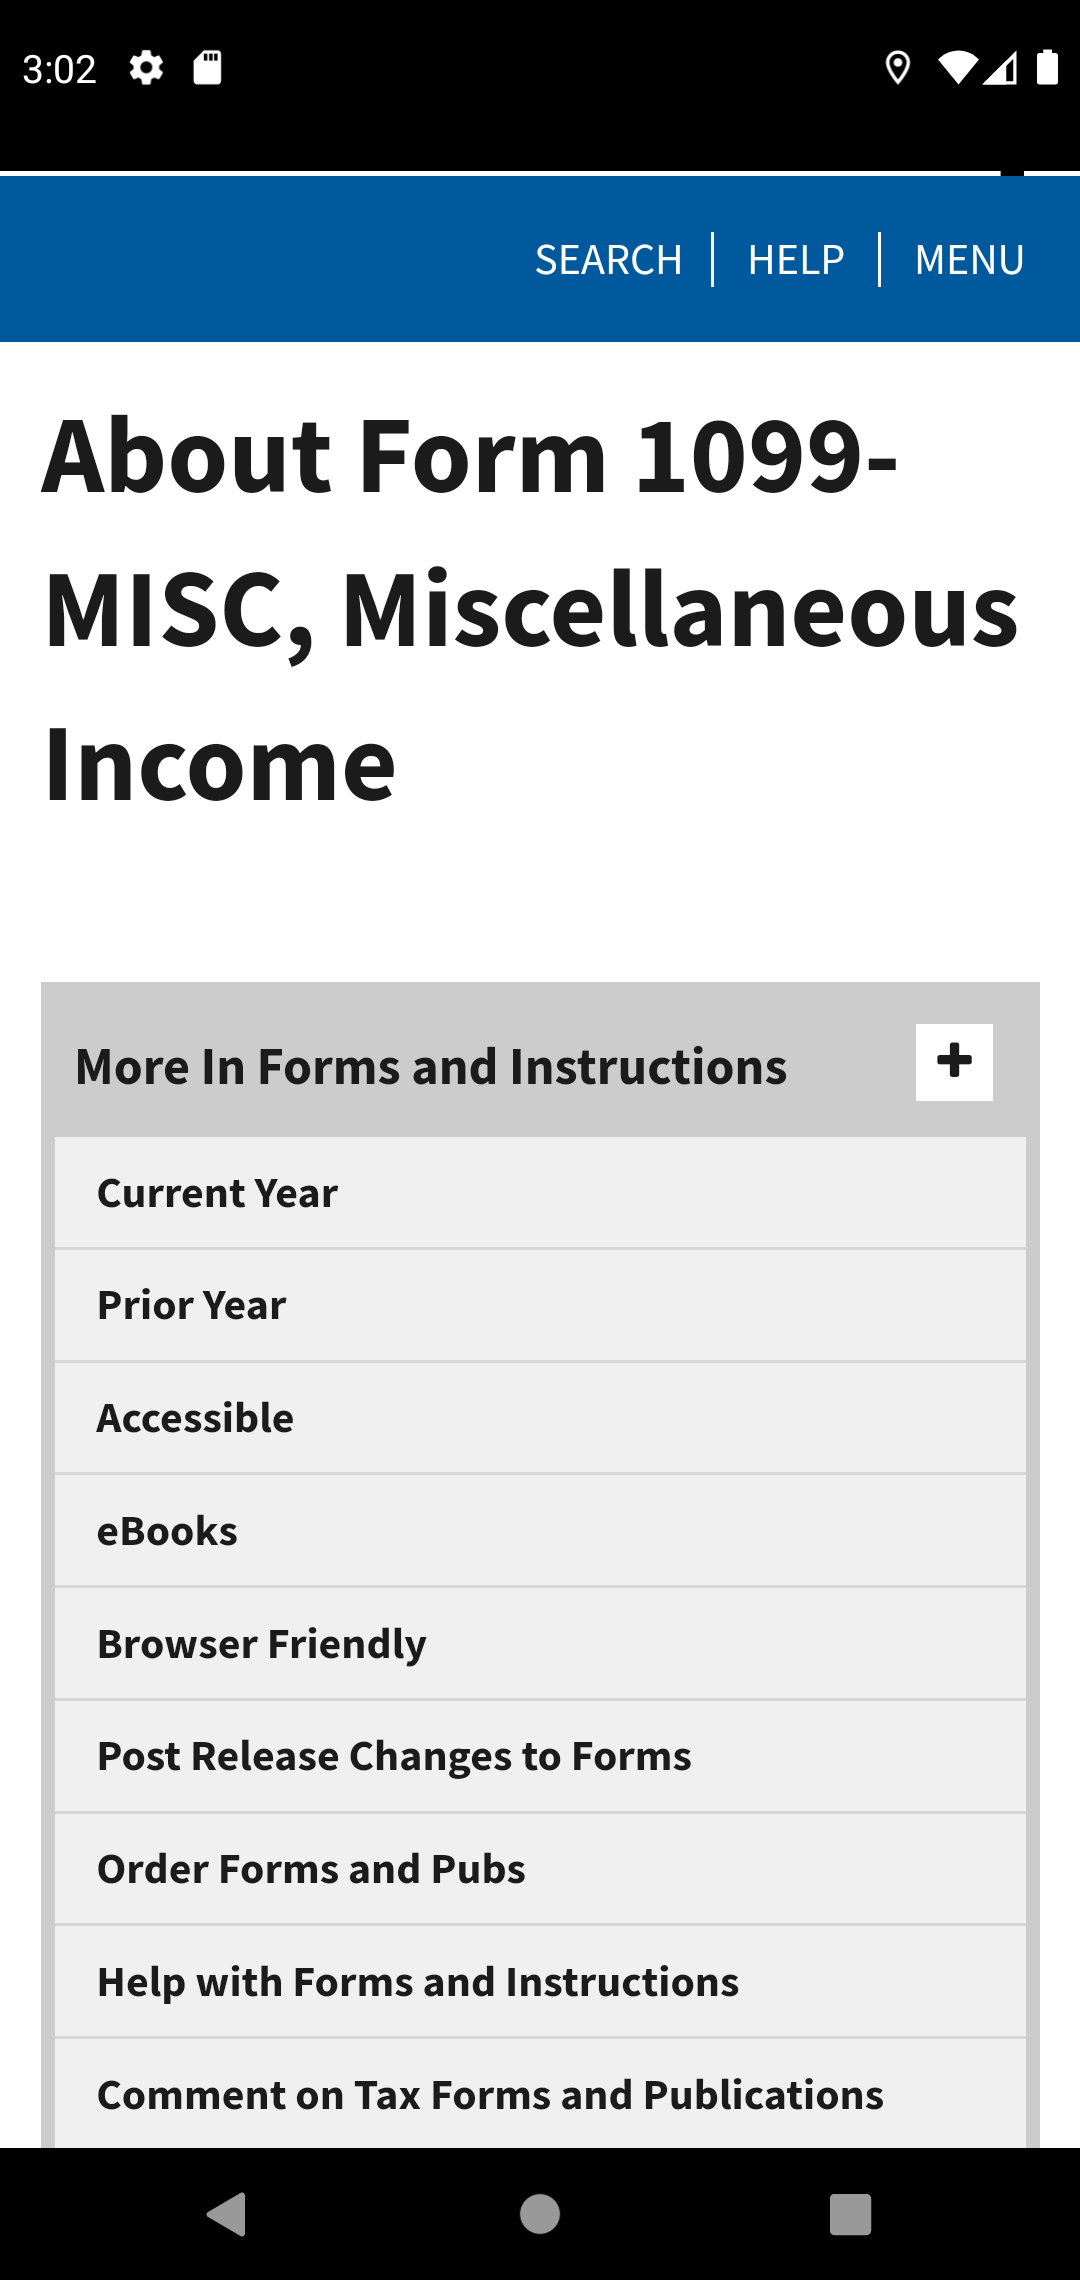 3:02
SEARCH HELP MENU
About Form 1099-
MISC, Miscellaneous
Income
More In Forms and Instructions
Current Year
Prior Year
Accessible
eBooks
Browser Friendly
Post Release Changes to Forms
Order Forms and Pubs
Help with Forms and Instructions
Comment on Tax Forms and Publications